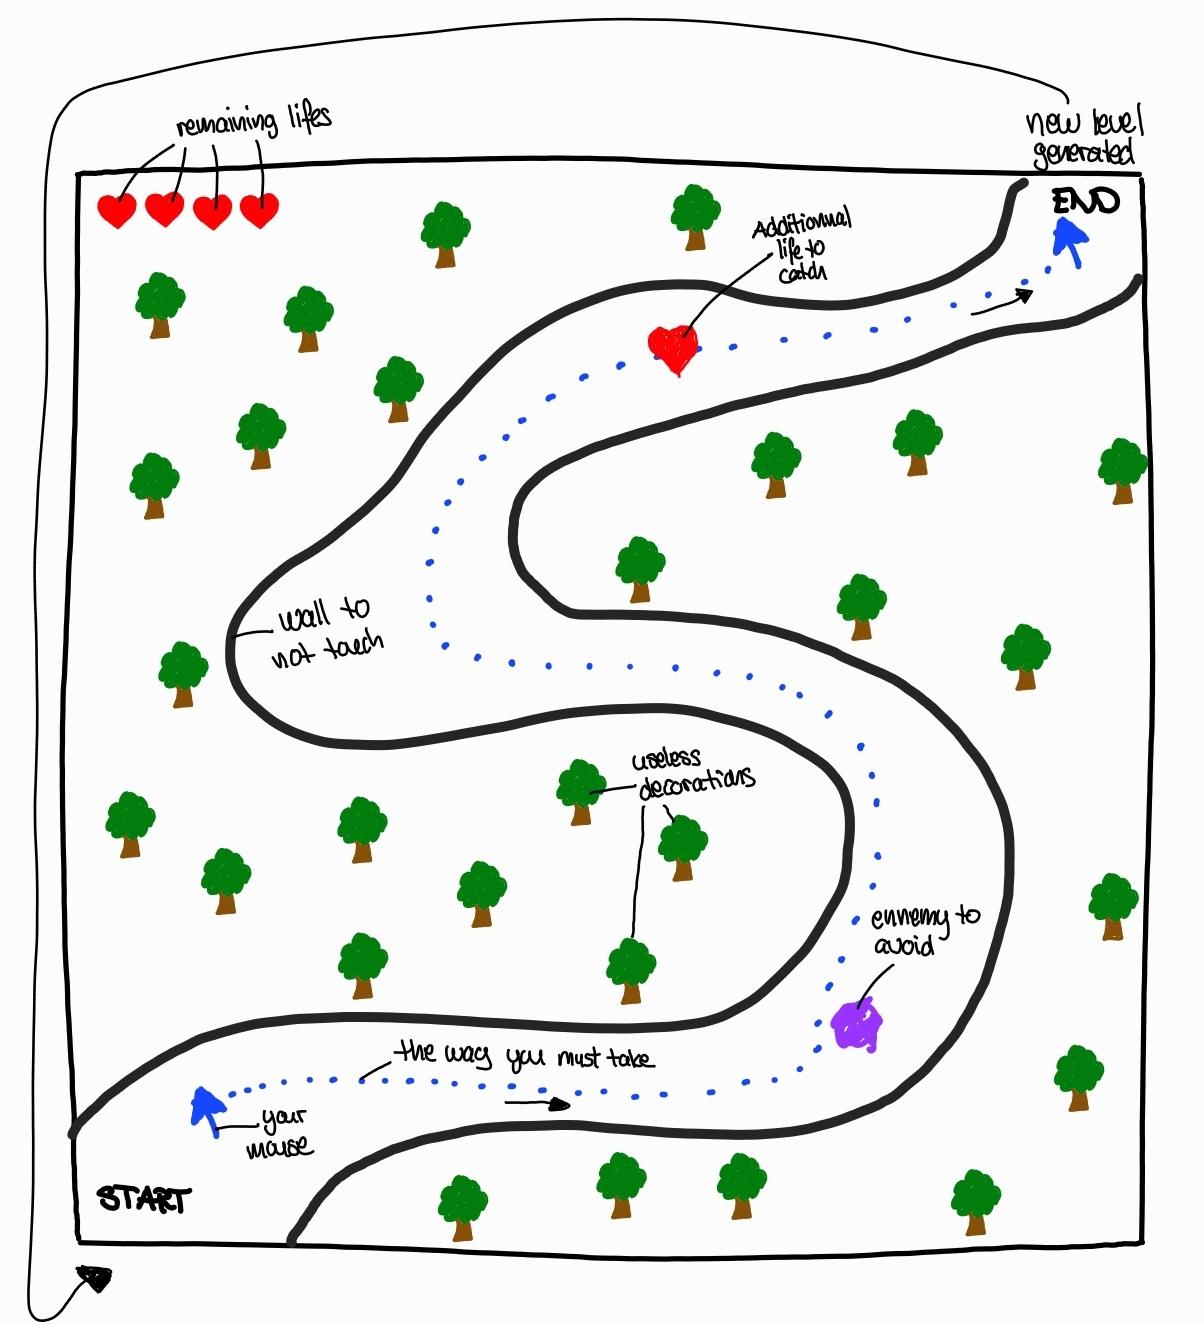 remaining lifes
new level
generated
END
Additionnal
life to
catch
wall to
not touch
useless
decorations
ennemy to
avoid
the way you must take
your
mouse
START